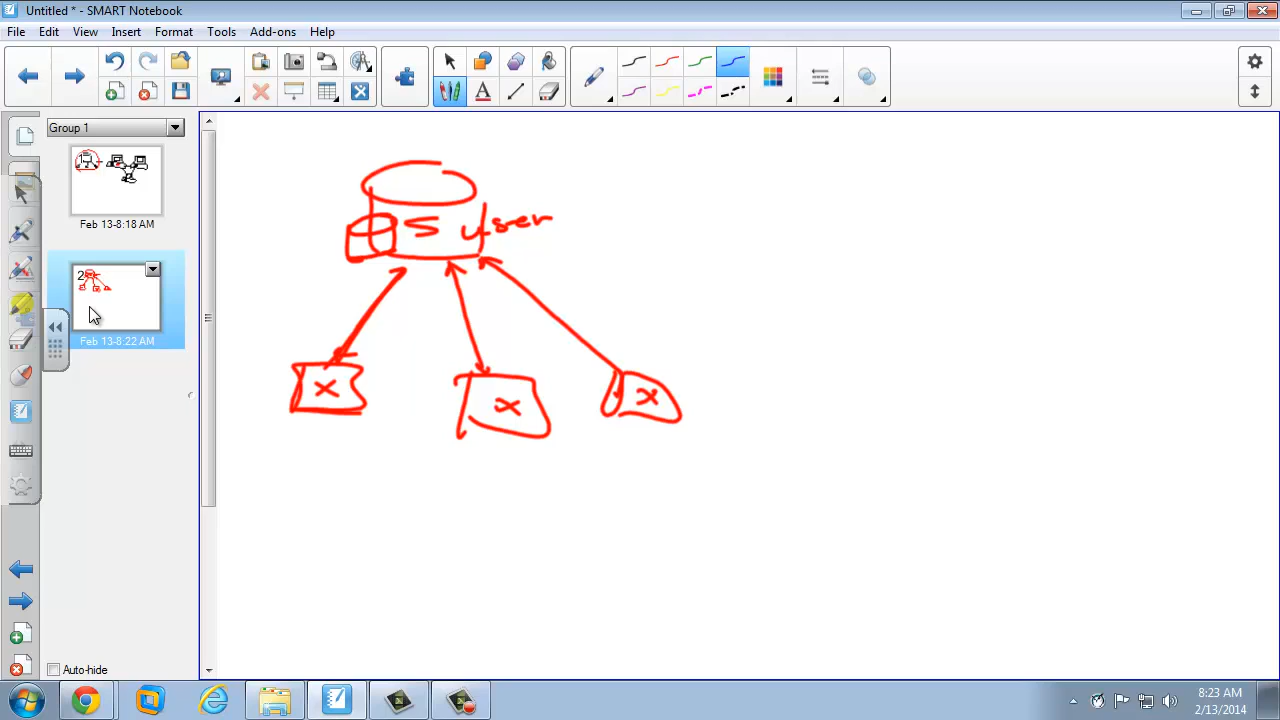 Untitled * - SMART Notebook
File Edit View Insert Format Tools Add-ons Help
Group 1
1
Feb 13-8:18 AM
2
Feb 13-8:22 AM
S user
x x x
Auto-hide
8:23 AM
2/13/2014